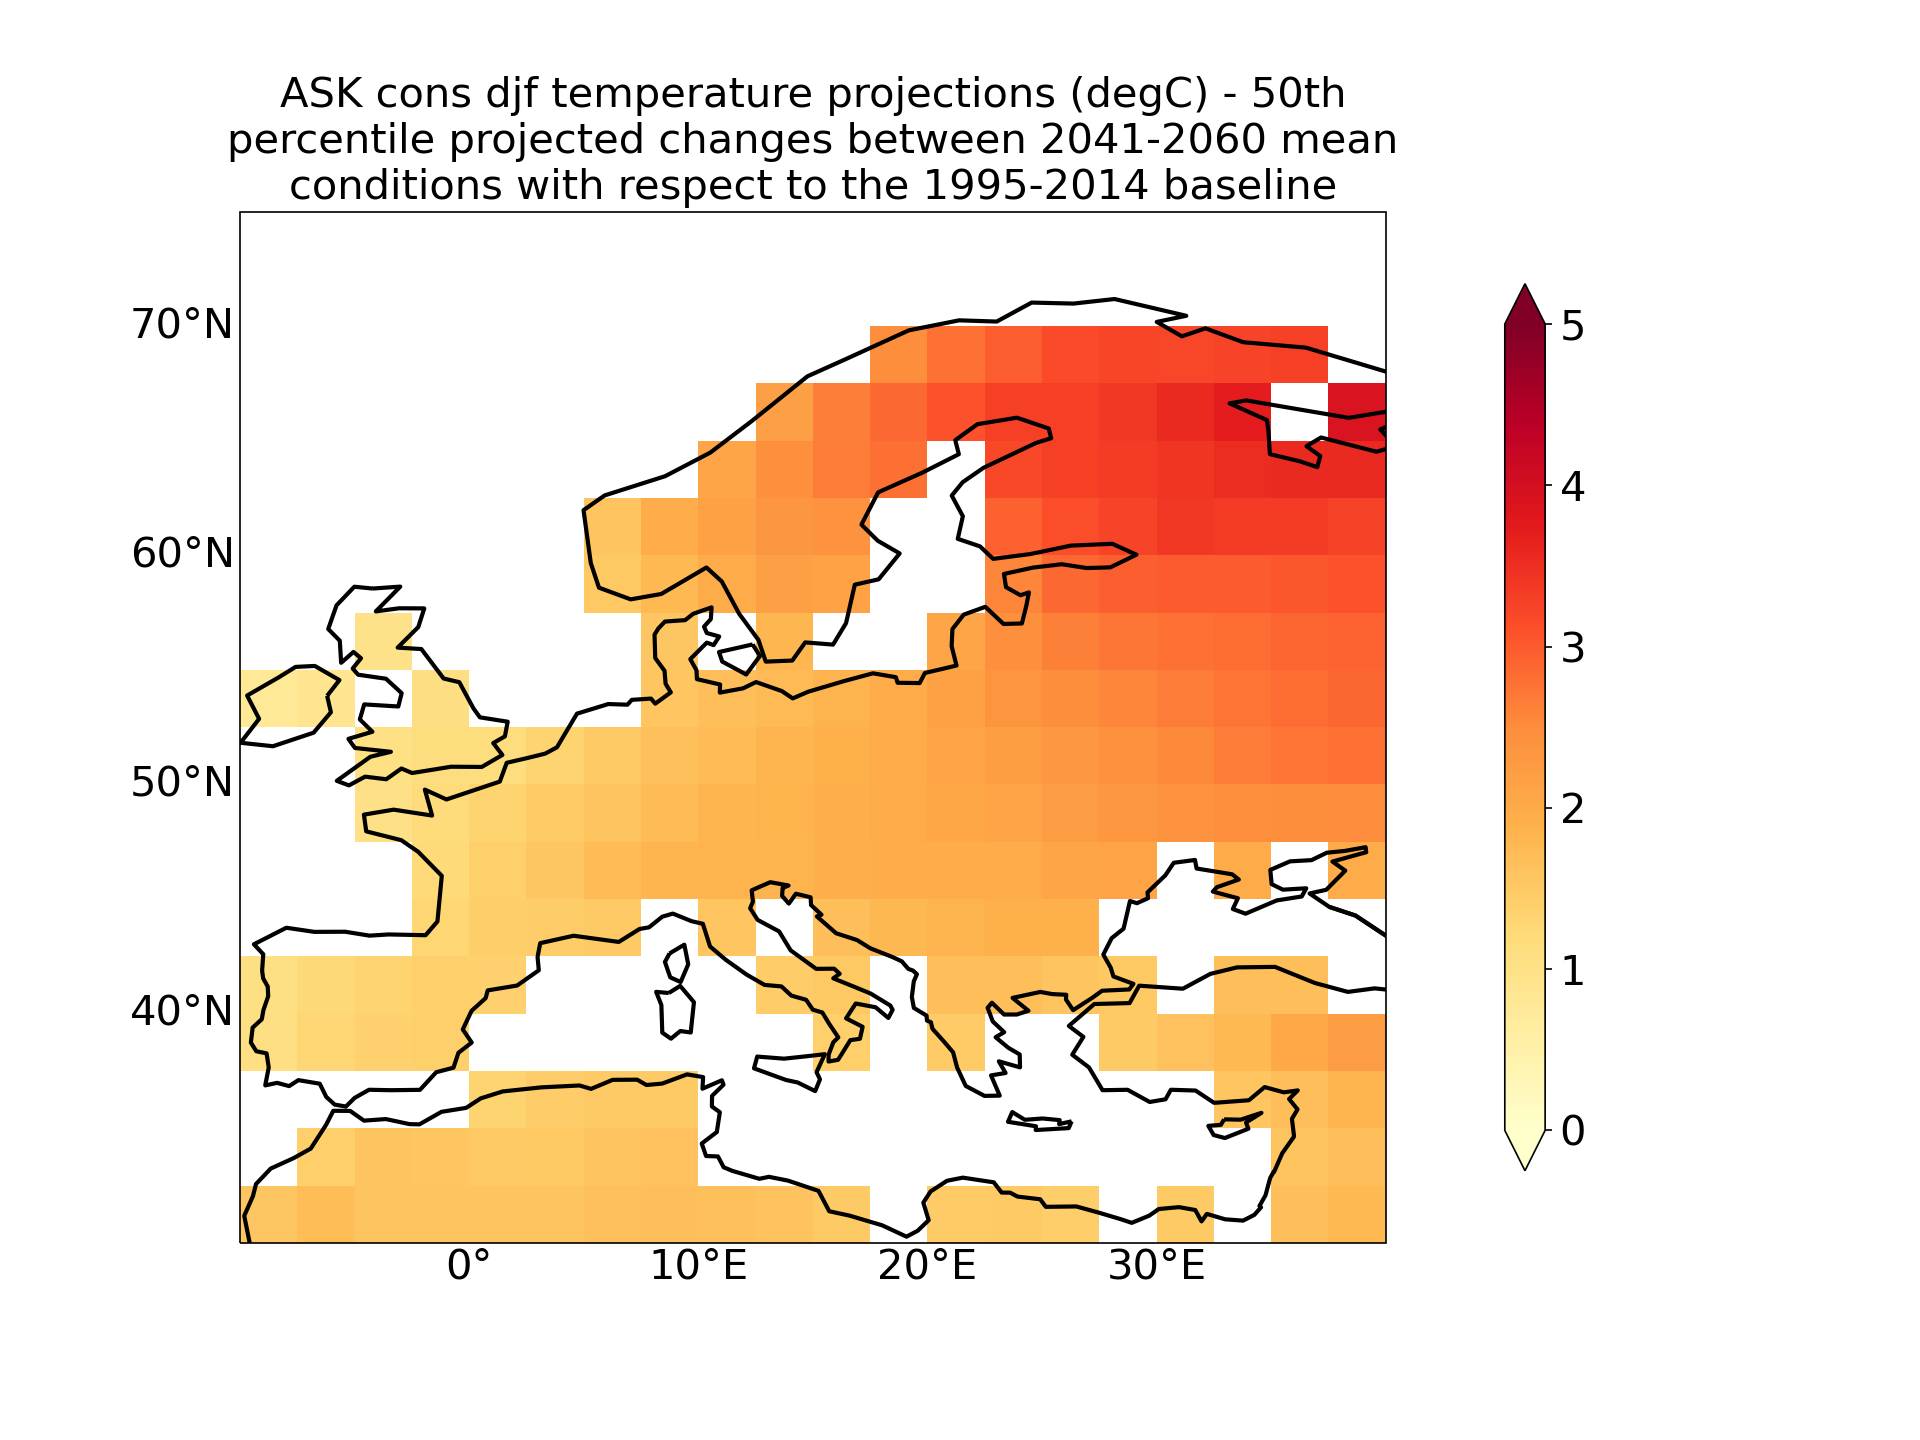 ASK cons djf temperature projections (degC) - 50th
percentile projected changes between 2041-2060 mean
conditions with respect to the 1995-2014 baseline
70°N
60°N
50°N
40°N
0°
10°E
20°E
30°E
5
4
3
2
1
0